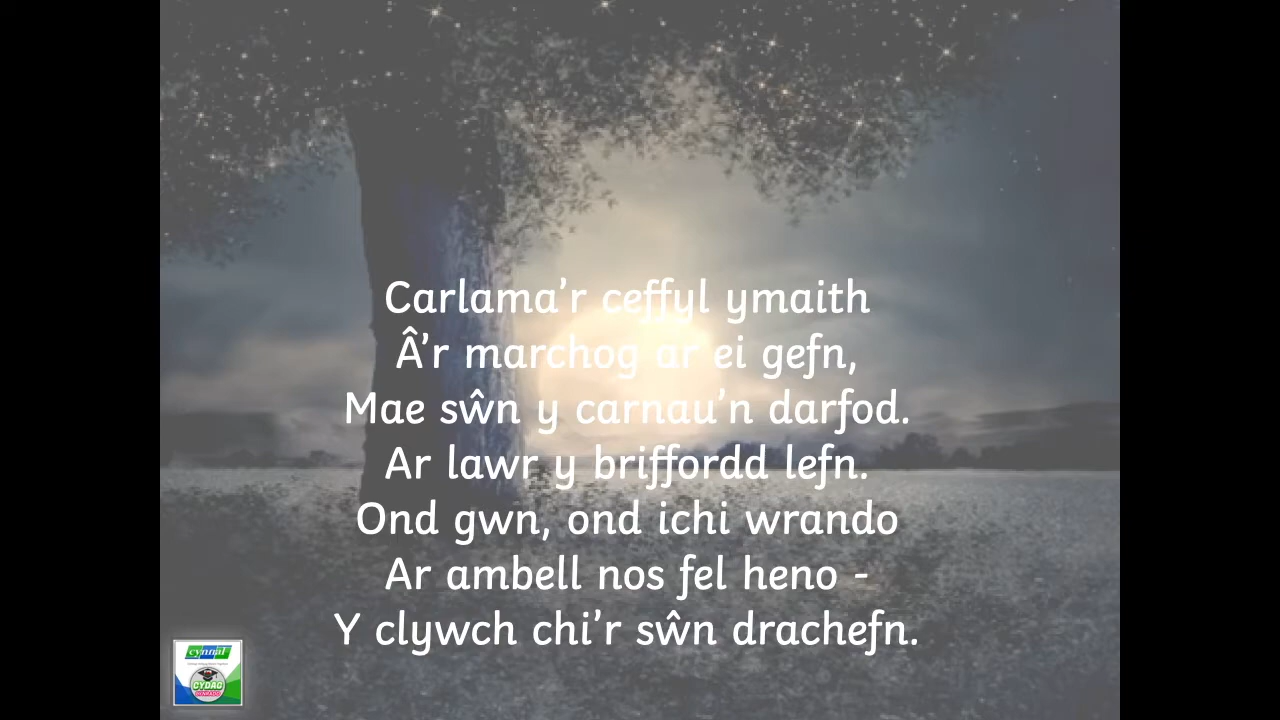 Carlama’r ceffyl ymaith
Â’r marchog ar ei gefn,
Mae sŵn y carnau’n darfod.
Ar lawr y briffordd lefn.
Ond gwn, ond ichi wrando
Ar ambell nos fel heno -
Y clywch chi’r sŵn drachefn.
cynnal
CYDAG